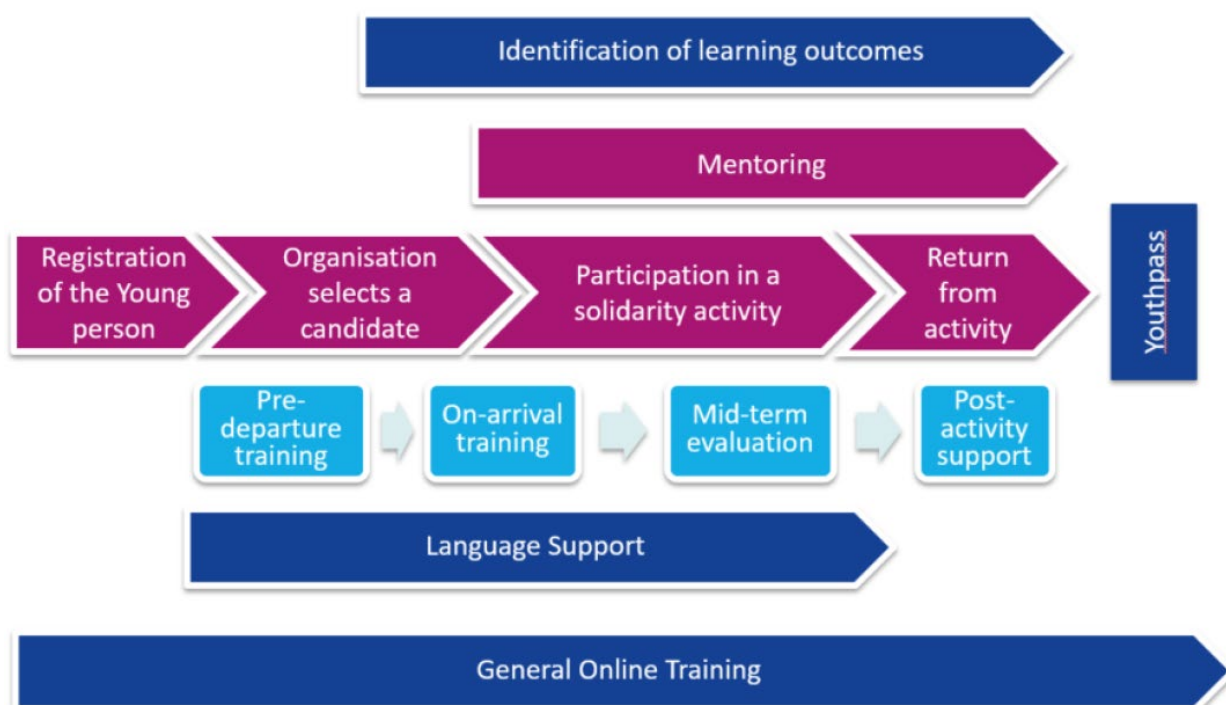 Identification of learning outcomes
Mentoring
Registration
of the Young
person
Organisation
selects a
candidate
Participation in a
solidarity activity
Return
from
activity
Youthpass
Pre-
departure
training
On-arrival
training
Mid-term
evaluation
Post-
activity
support
Language Support
General Online Training